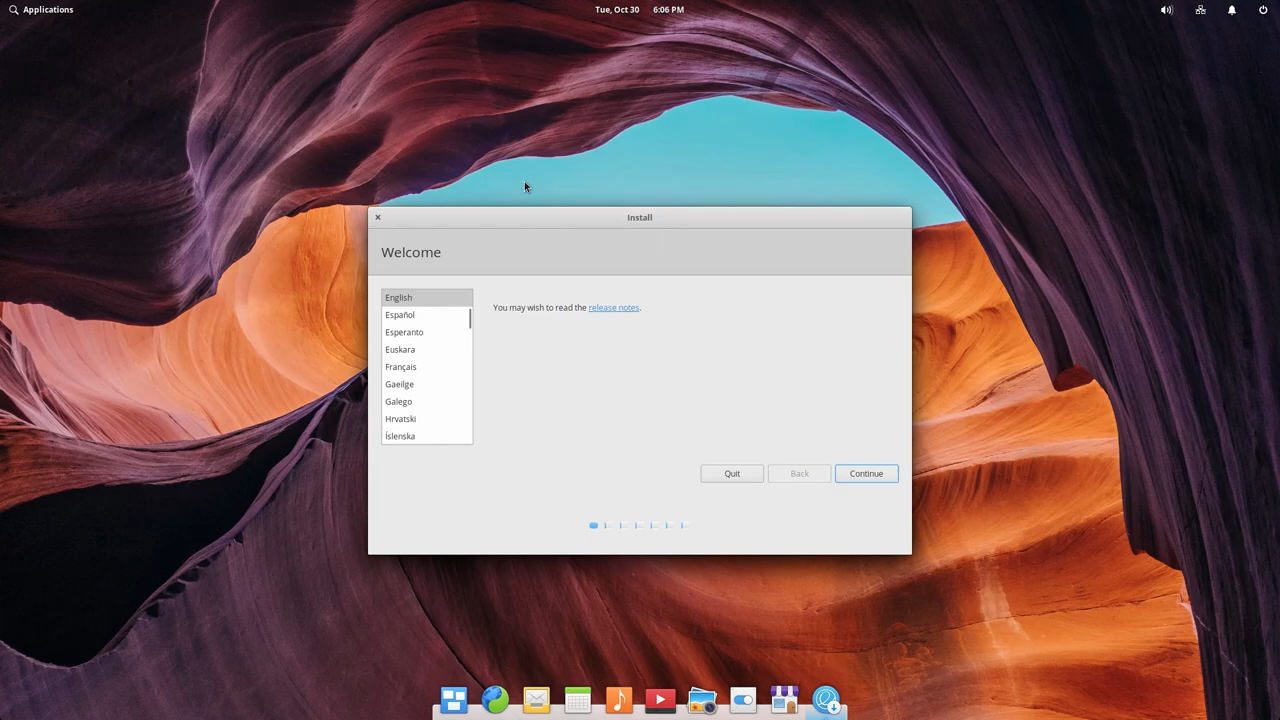 Applications
Tue, Oct 30 6:06 PM
Install
Welcome
English
Español
Esperanto
Euskara
Français
Gaeilge
Galego
Hrvatski
Íslenska
You may wish to read the release notes.
Quit
Back
Continue